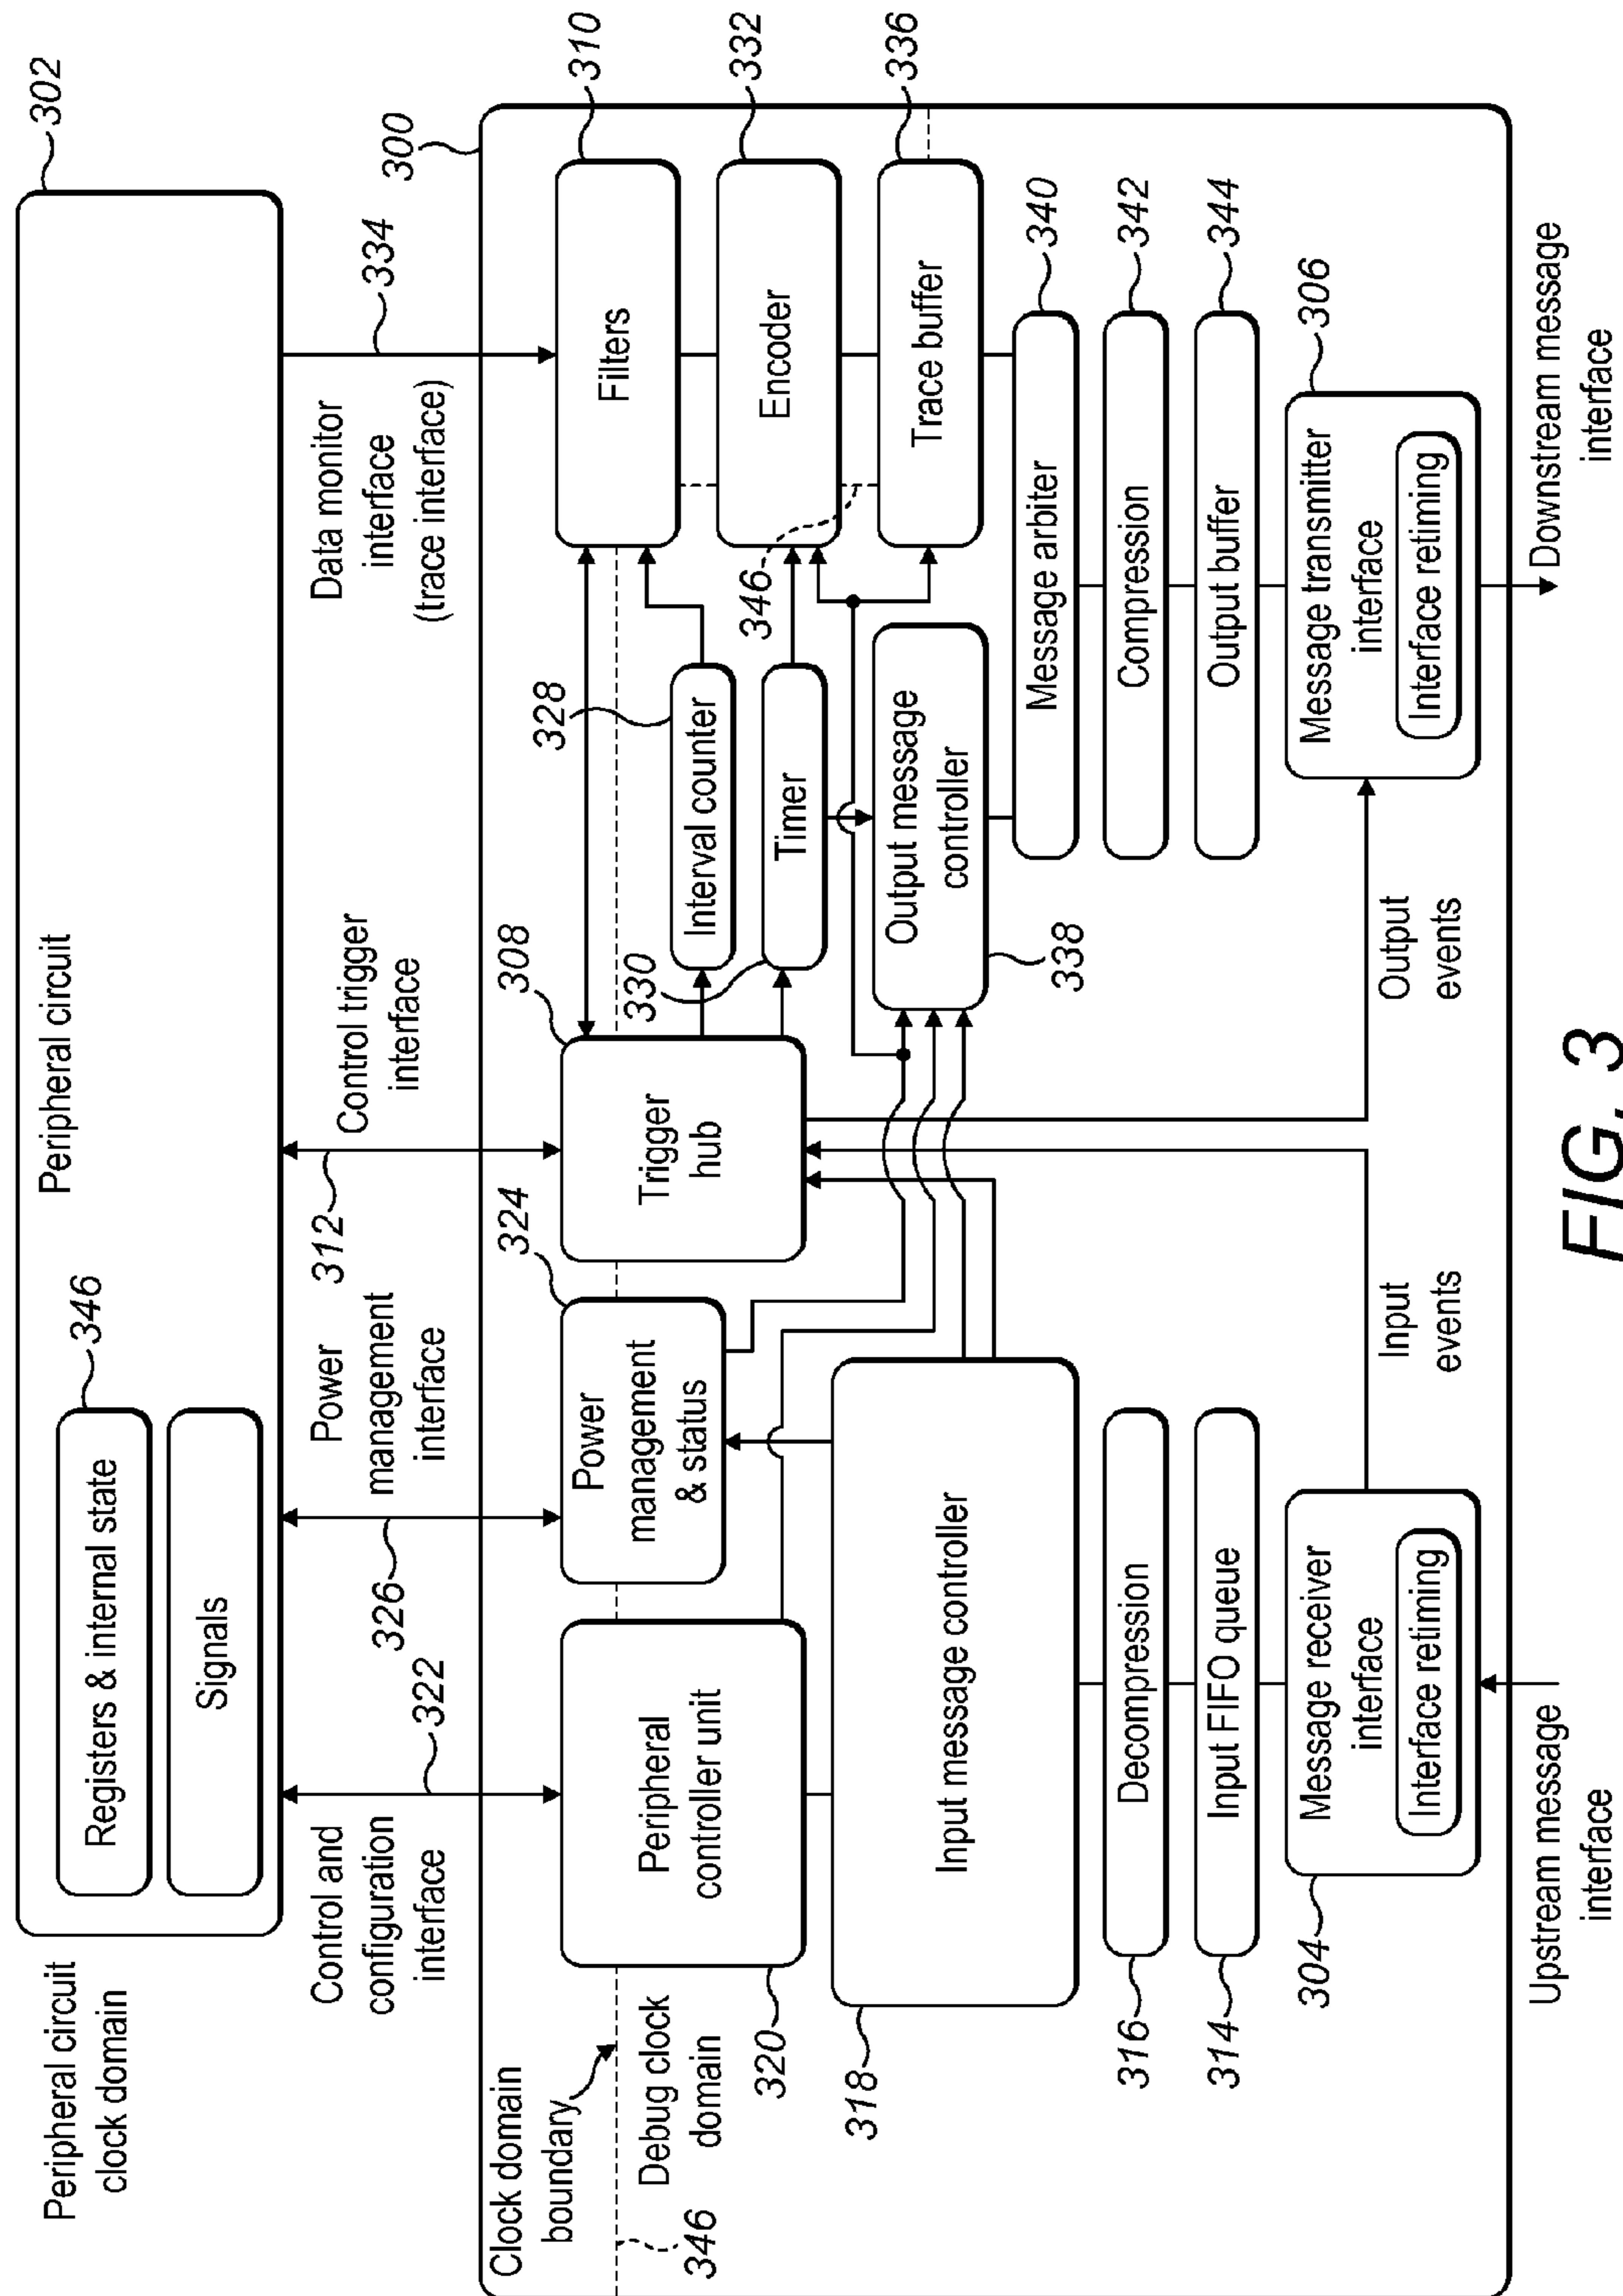 Peripheral circuit
clock domain
Peripheral circuit
302
Registers & internal state
346
Signals
Control and
configuration
interface
322
326
Power
management
interface
312
Control trigger
interface
Data monitor
interface
(trace interface)
334
300
Clock domain
boundary
Debug clock
domain
346
Peripheral
controller unit
320
Power
management
& status
324
Trigger
hub
308
328
Interval counter
330
Timer
Filters
310
Encoder
332
346
Trace buffer
336
Input message controller
318
Output message
controller
338
Message arbiter
340
Decompression
316
Compression
342
Input FIFO queue
314
Output buffer
344
Message receiver
interface
Interface retiming
304
Input
events
Output
events
Message transmitter
interface
Interface retiming
306
Upstream message
interface
Downstream message
interface
FIG. 3